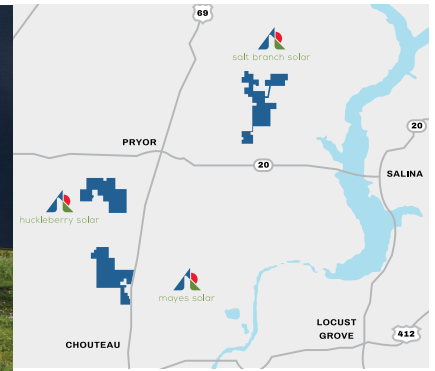 69
salt branch solar
20
PRYOR
20
SALINA
huckleberry solar
mayes solar
LOCUST
GROVE
412
CHOUTEAU